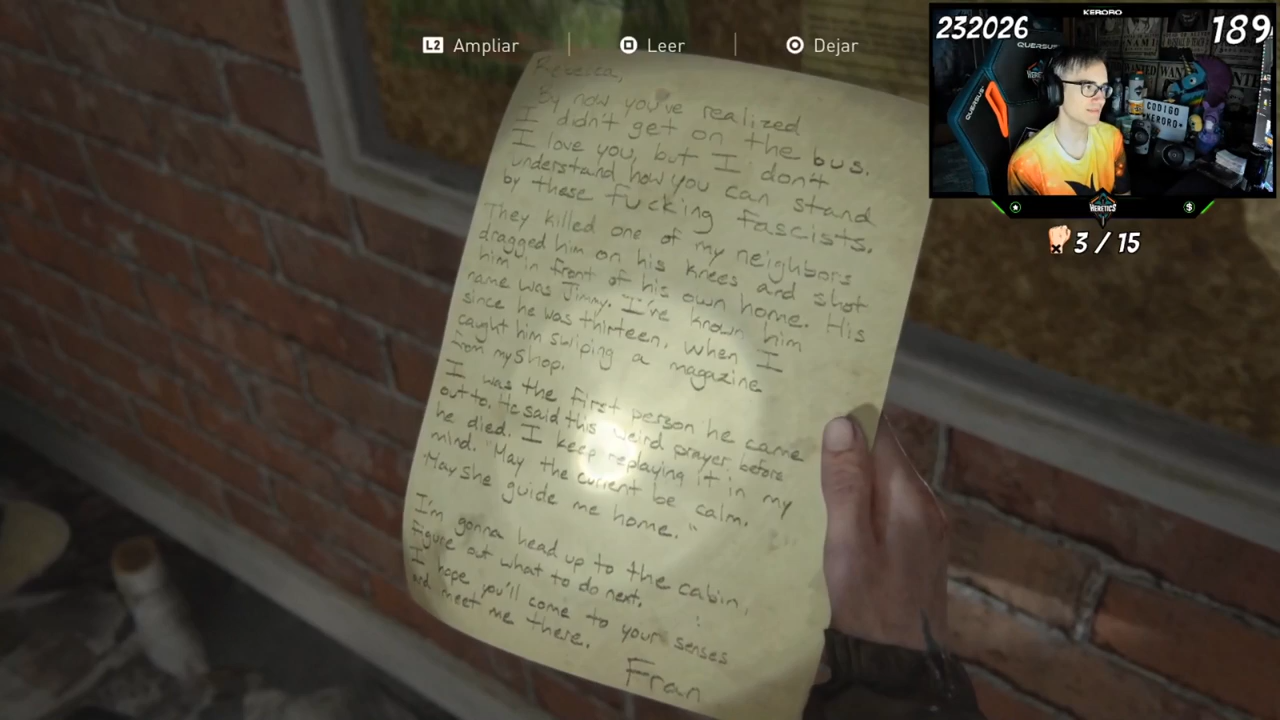 L2 Ampliar
Leer
Dejar
KERORO
232026
189
QUERSUS
QUERSUS
WANTED
CODIGO
KERORO
HERETICS
$
3 / 15
Rebecca,
By now you've realized
I didn't get on the bus.
I love you, but I don't
understand how you can stand
by these fucking fascists.
They killed one of my neighbors
dragged him on his knees and shot
him in front of his own home. His
name was Jimmy. I've known him
since he was thirteen, when I
caught him swiping a magazine
from my shop.
I was the first person he came
out to. He said this weird prayer before
he died. I keep replaying it in my
mind. "May the current be calm.
May she guide me home."
I'm gonna head up to the cabin,
figure out what to do next.
I hope you'll come to your senses
and meet me there.
Fran